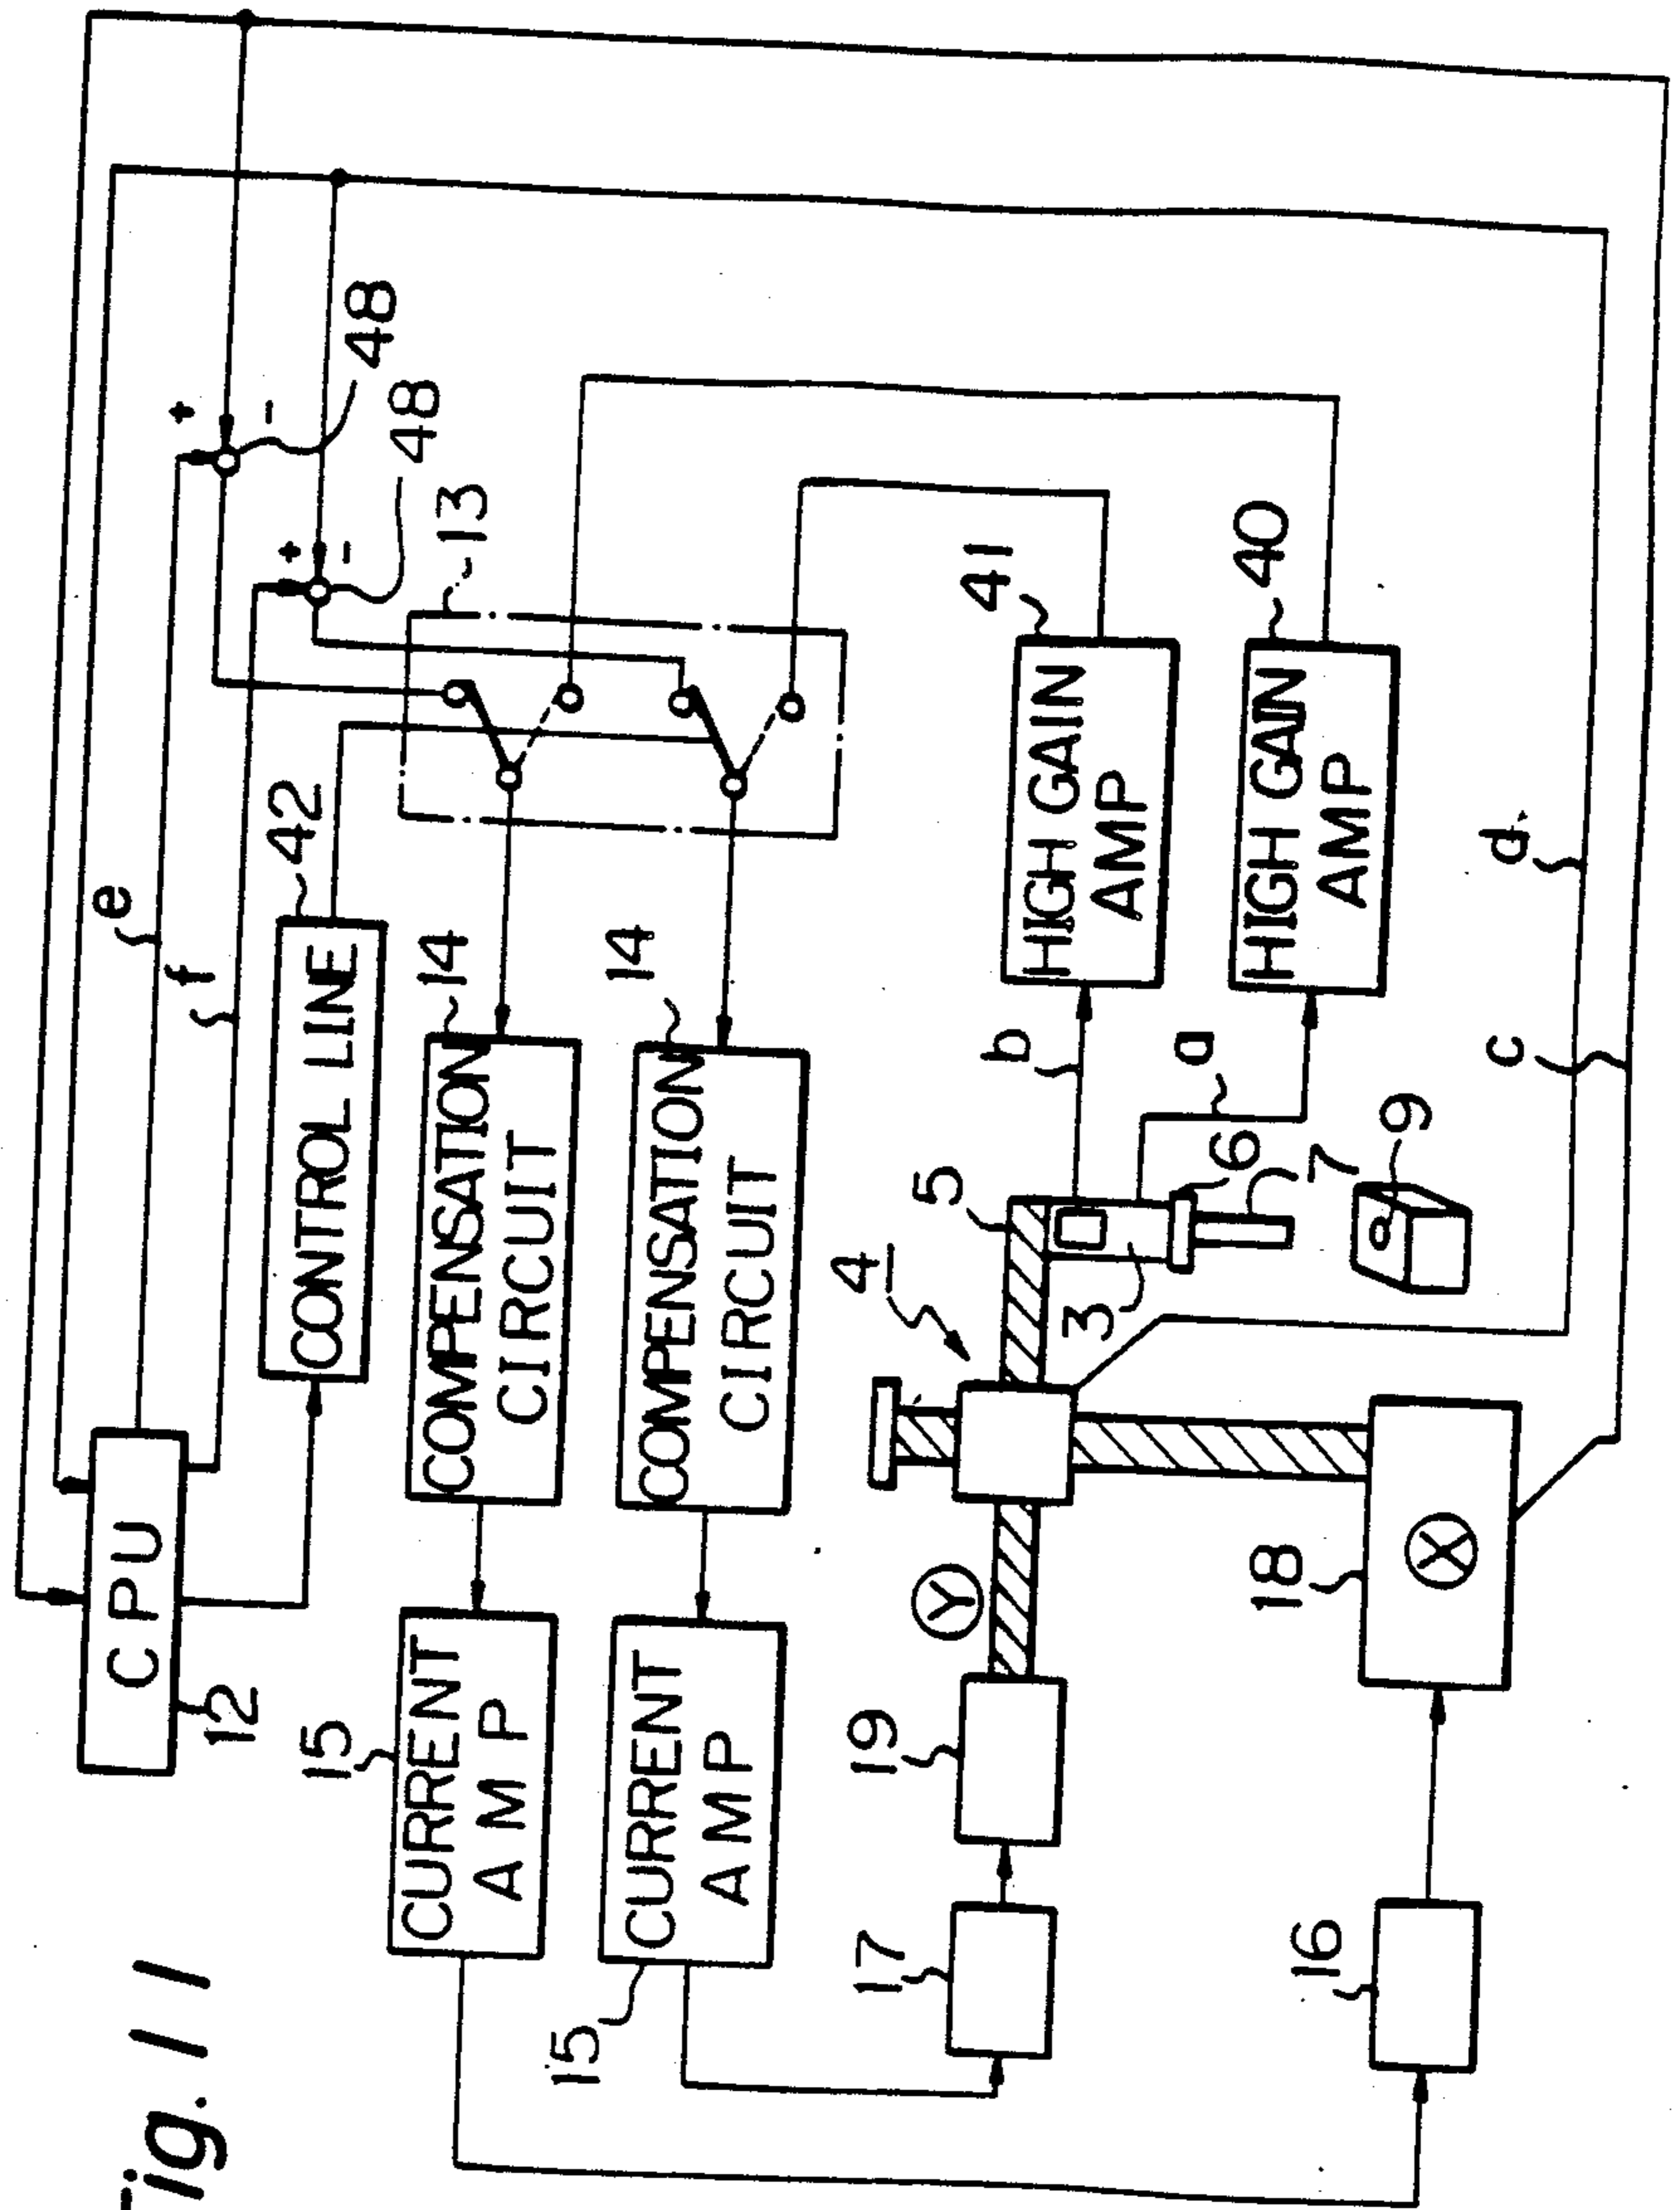 Fig. 11
CPU
12
e
f
+
-
48
+
-
48
CONTROL LINE
42
13
15
CURRENT
AMP
COMPENSATION
CIRCUIT
14
15
CURRENT
AMP
COMPENSATION
CIRCUIT
14
17
19
Y
4
5
3
6
7
9
b
a
HIGH GAIN
AMP
41
HIGH GAIN
AMP
40
16
18
X
c
d